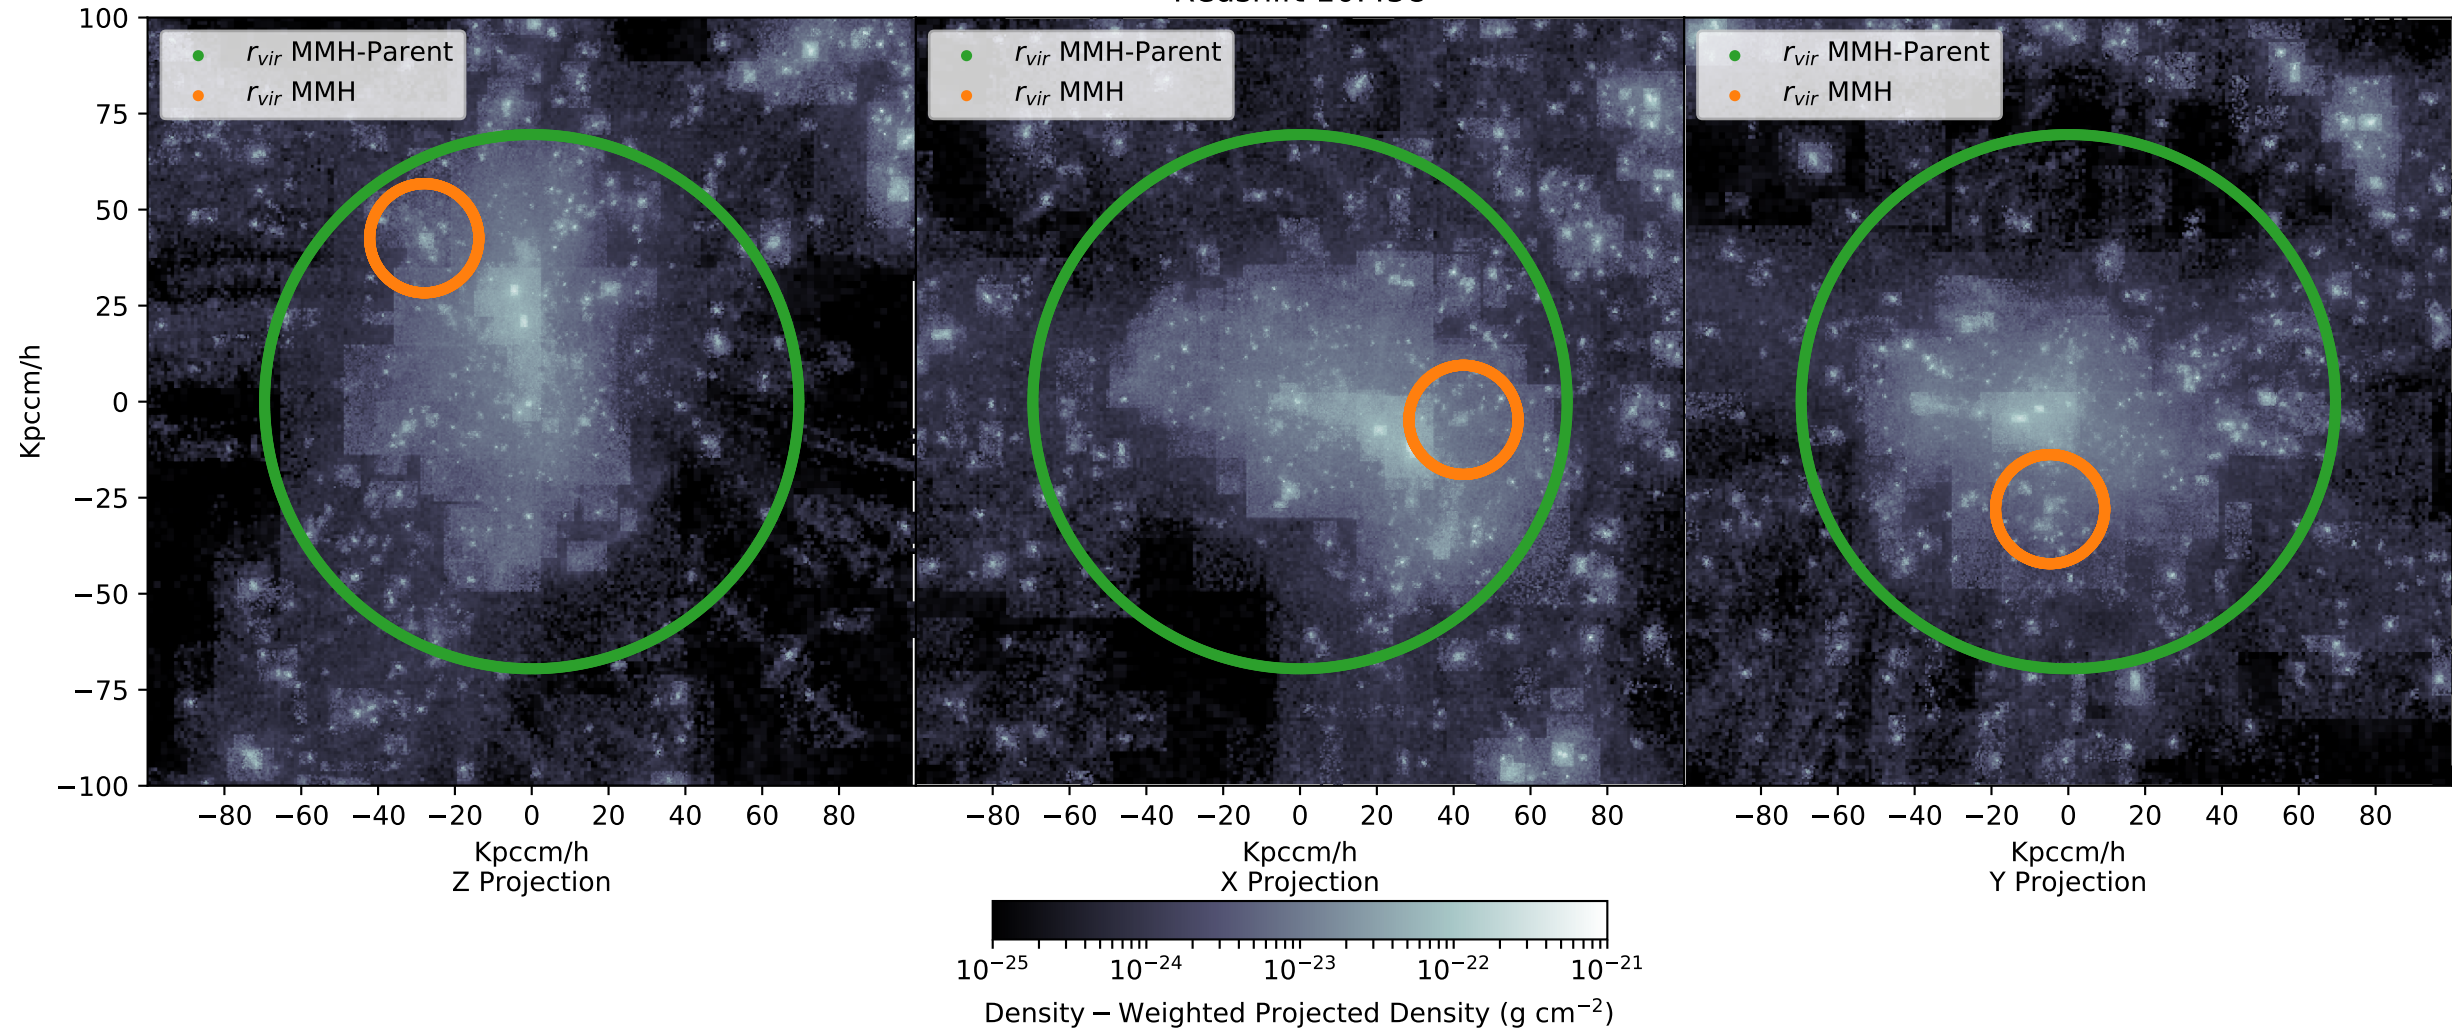 r_vir MMH-Parent
r_vir MMH
r_vir MMH-Parent
r_vir MMH
r_vir MMH-Parent
r_vir MMH
100
75
50
25
0
−25
−50
−75
−100
Kpccm/h
−80 −60 −40 −20 0 20 40 60 80
−80 −60 −40 −20 0 20 40 60 80
−80 −60 −40 −20 0 20 40 60 80
Kpccm/h
Z Projection
Kpccm/h
X Projection
Kpccm/h
Y Projection
10⁻²⁵ 10⁻²⁴ 10⁻²³ 10⁻²² 10⁻²¹
Density − Weighted Projected Density (g cm⁻²)